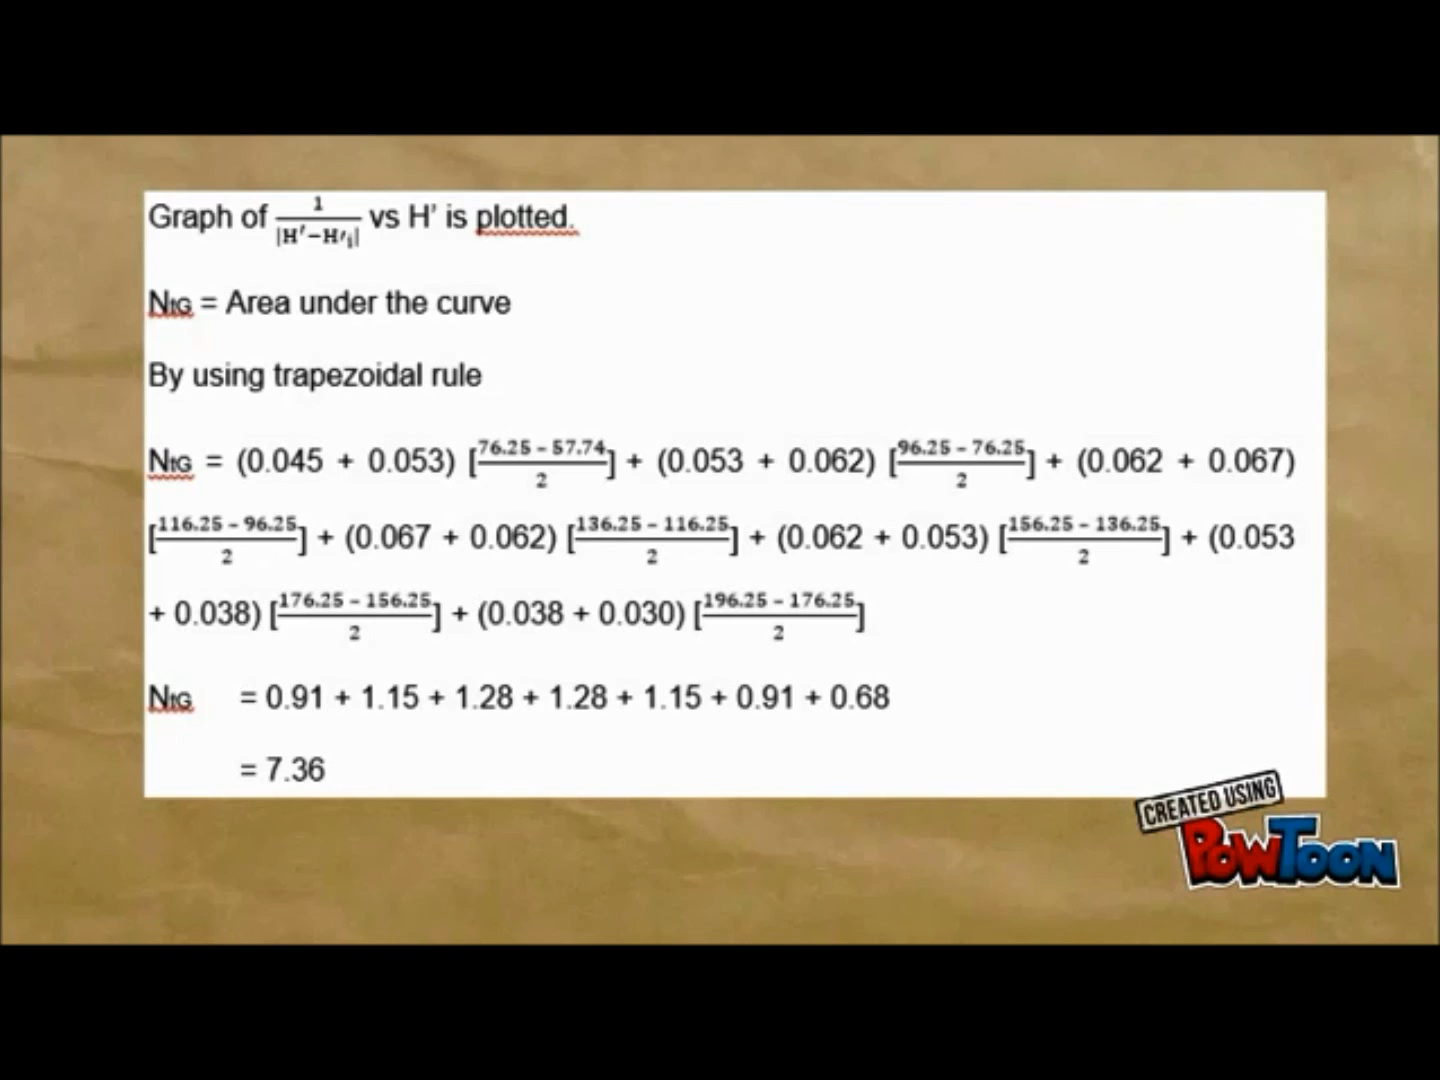 Graph of 1/|H'-H'i| vs H' is plotted.
NtG = Area under the curve
By using trapezoidal rule
NtG = (0.045 + 0.053) [(76.25 - 57.74)/2] + (0.053 + 0.062) [(96.25 - 76.25)/2] + (0.062 + 0.067)
[(116.25 - 96.25)/2] + (0.067 + 0.062) [(136.25 - 116.25)/2] + (0.062 + 0.053) [(156.25 - 136.25)/2] + (0.053
+ 0.038) [(176.25 - 156.25)/2] + (0.038 + 0.030) [(196.25 - 176.25)/2]
NtG = 0.91 + 1.15 + 1.28 + 1.28 + 1.15 + 0.91 + 0.68
= 7.36
CREATED USING
POWTOON